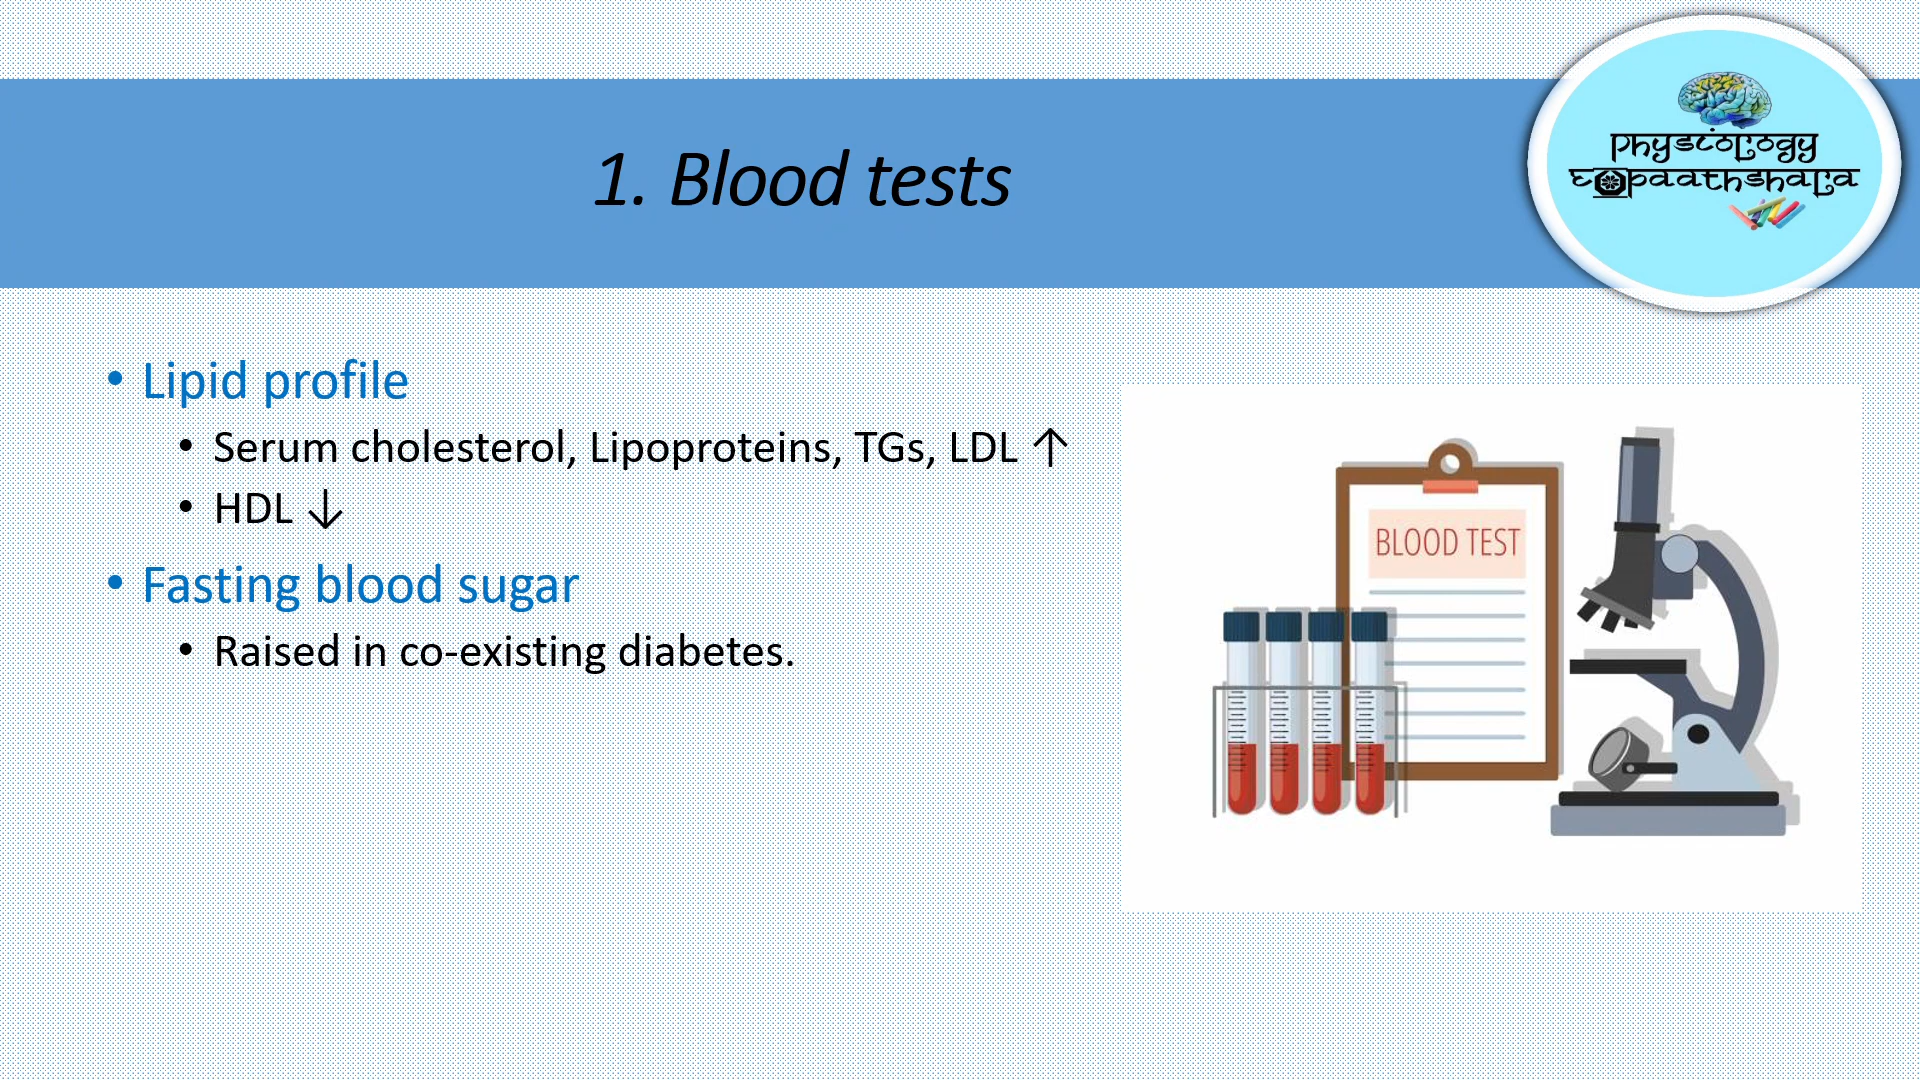 1. Blood tests
Physiology
E-paathshala
• Lipid profile
• Serum cholesterol, Lipoproteins, TGs, LDL ↑
• HDL ↓
• Fasting blood sugar
• Raised in co-existing diabetes.
BLOOD TEST